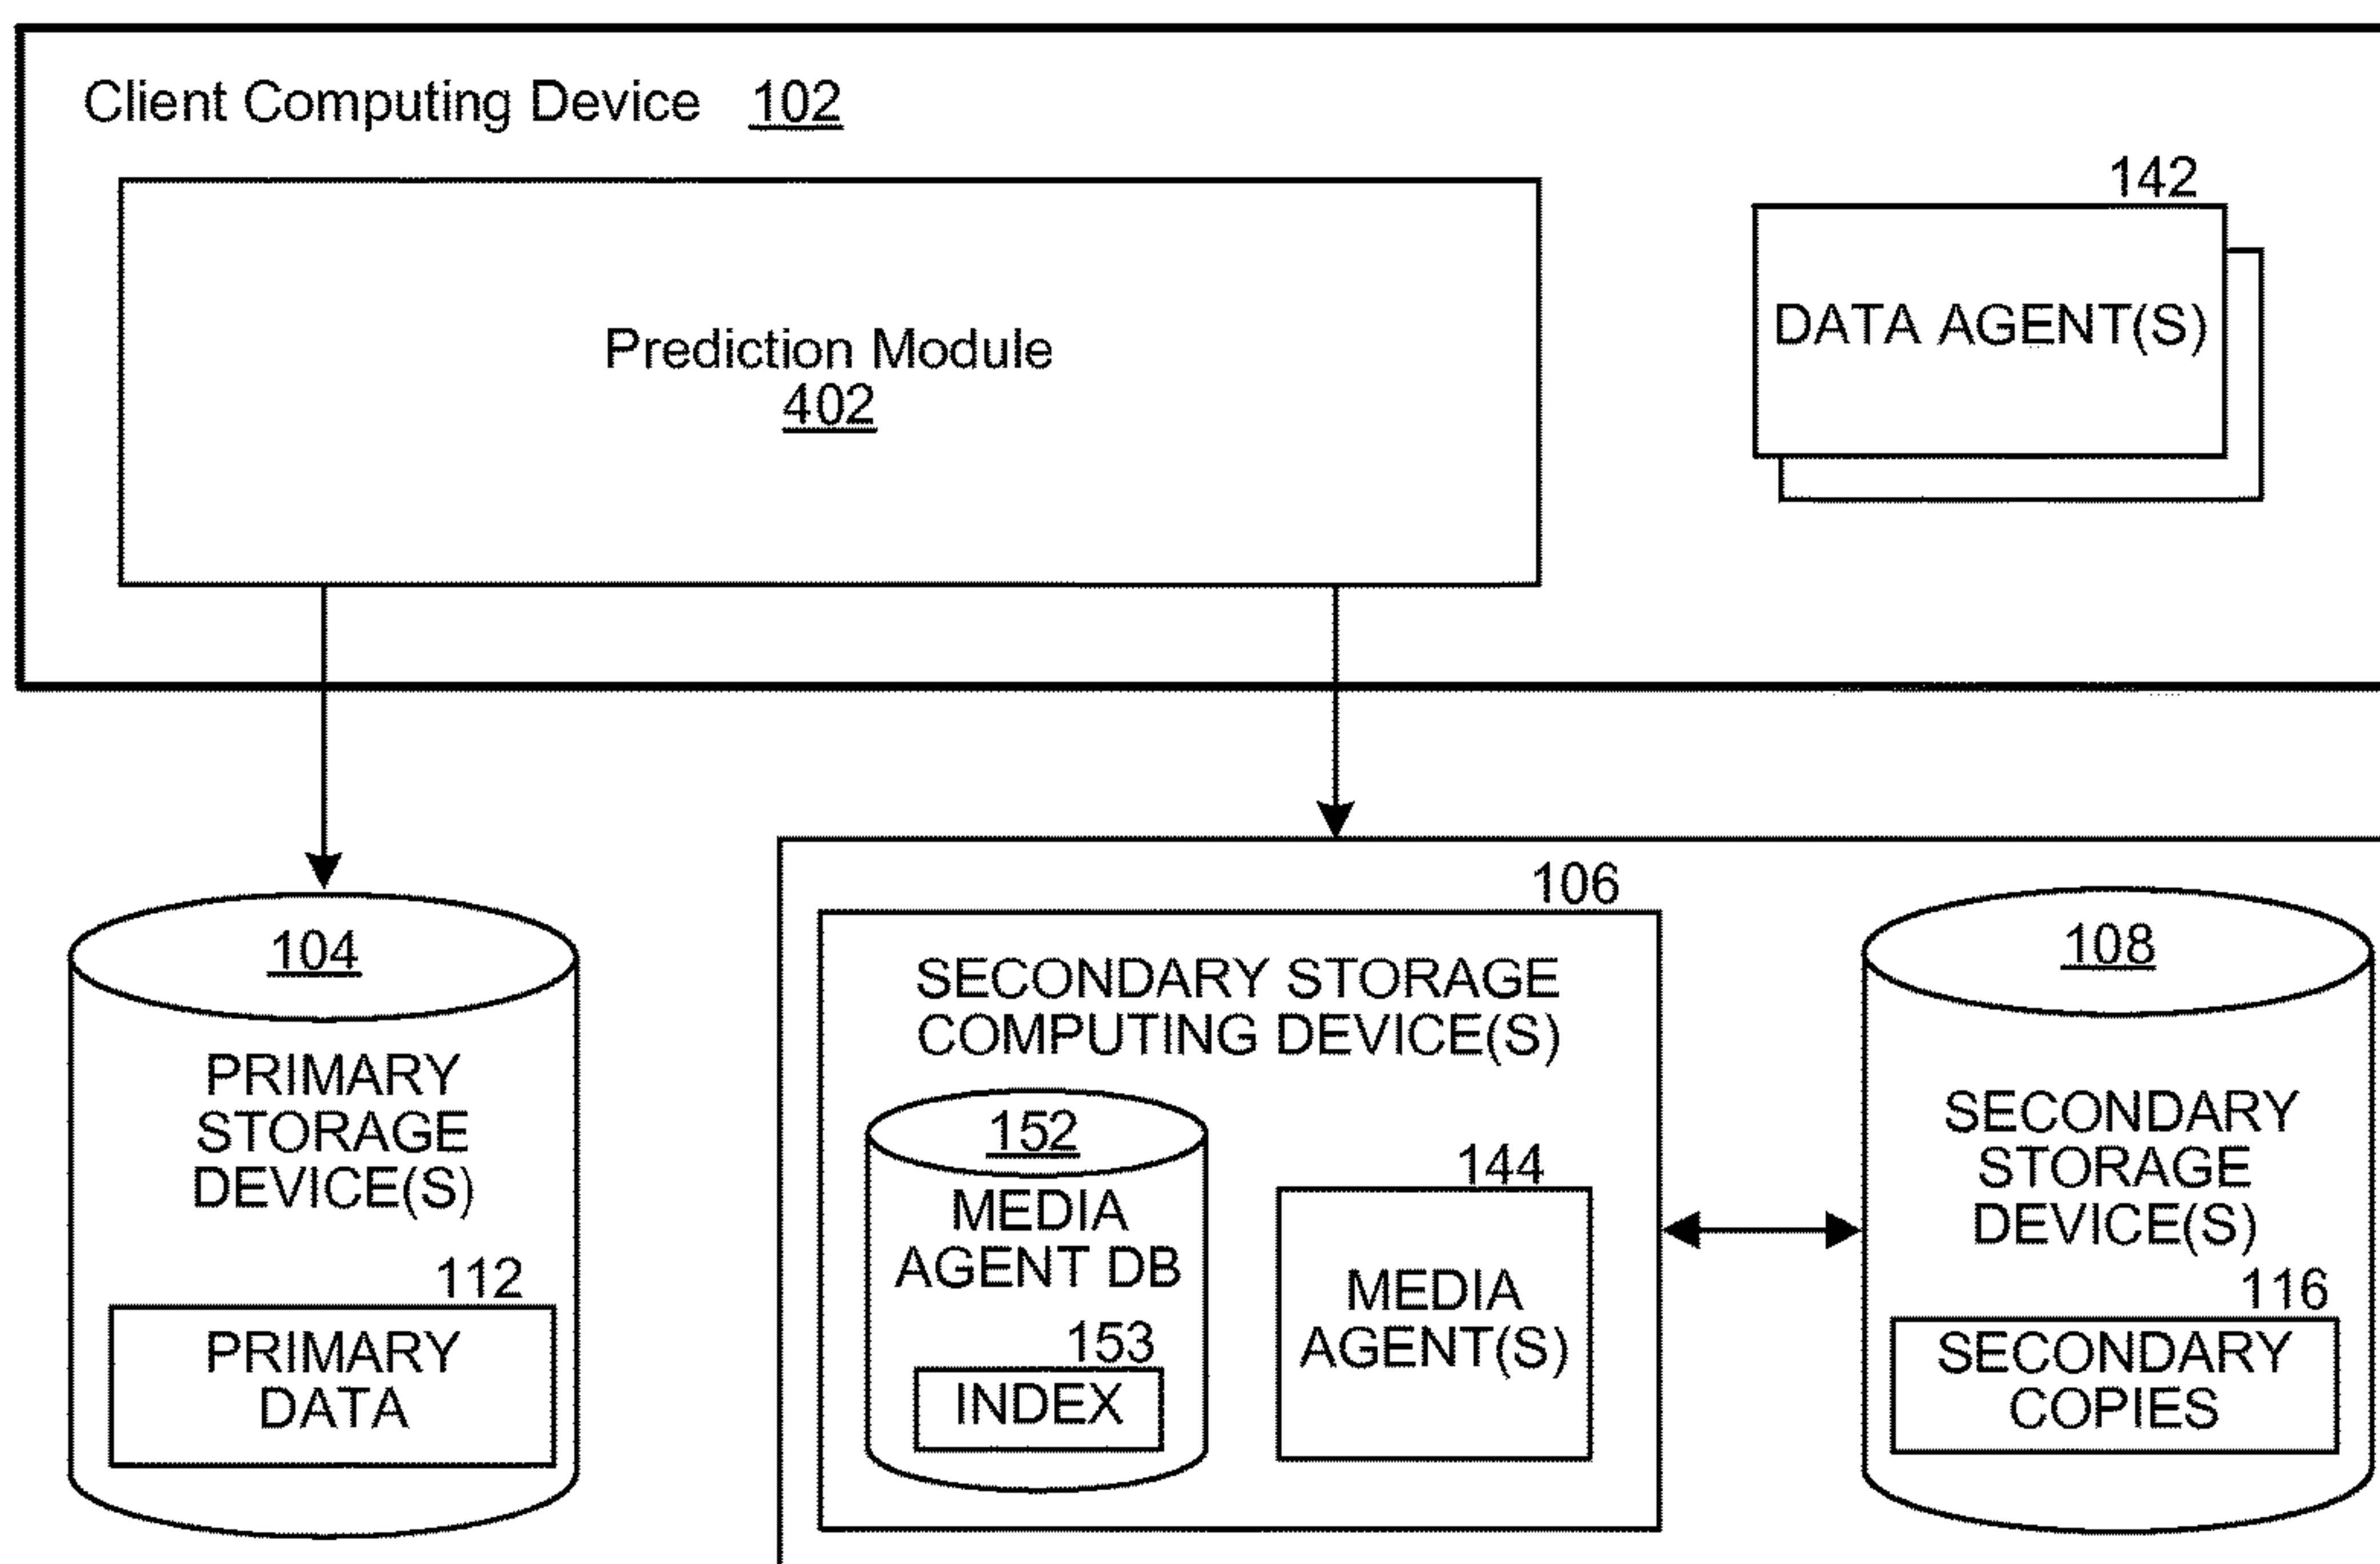 Client Computing Device 102
142
Prediction Module
402
DATA AGENT(S)
104
PRIMARY
STORAGE
DEVICE(S)
112
PRIMARY
DATA
106
SECONDARY STORAGE
COMPUTING DEVICE(S)
152
MEDIA
AGENT DB
153
INDEX
144
MEDIA
AGENT(S)
108
SECONDARY
STORAGE
DEVICE(S)
116
SECONDARY
COPIES